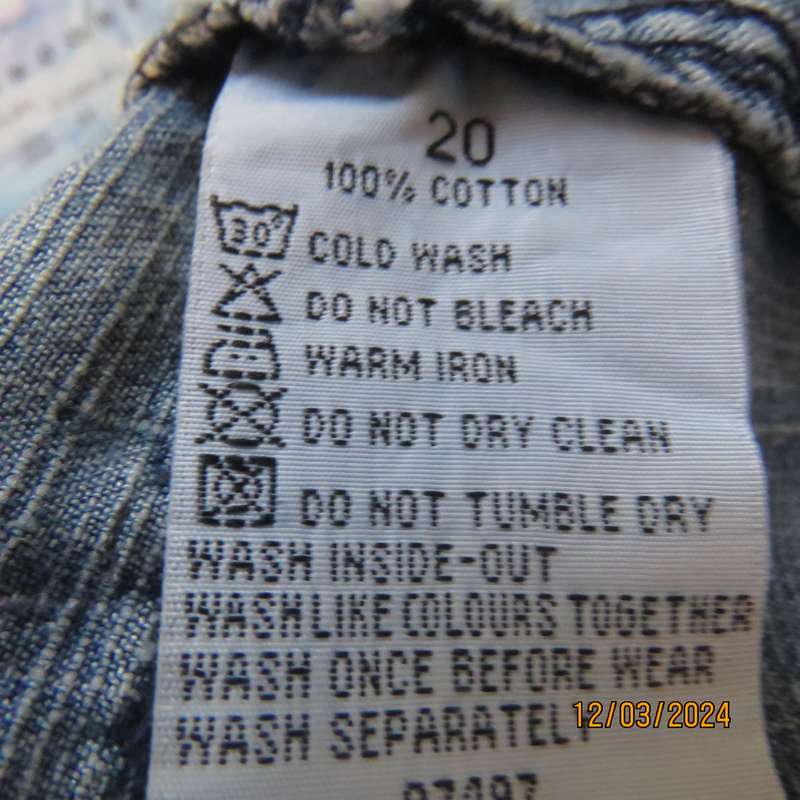 20
100% COTTON
30°
COLD WASH
DO NOT BLEACH
WARM IRON
DO NOT DRY CLEAN
DO NOT TUMBLE DRY
WASH INSIDE-OUT
WASH LIKE COLOURS TOGETHER
WASH ONCE BEFORE WEAR
WASH SEPARATELY
12/03/2024